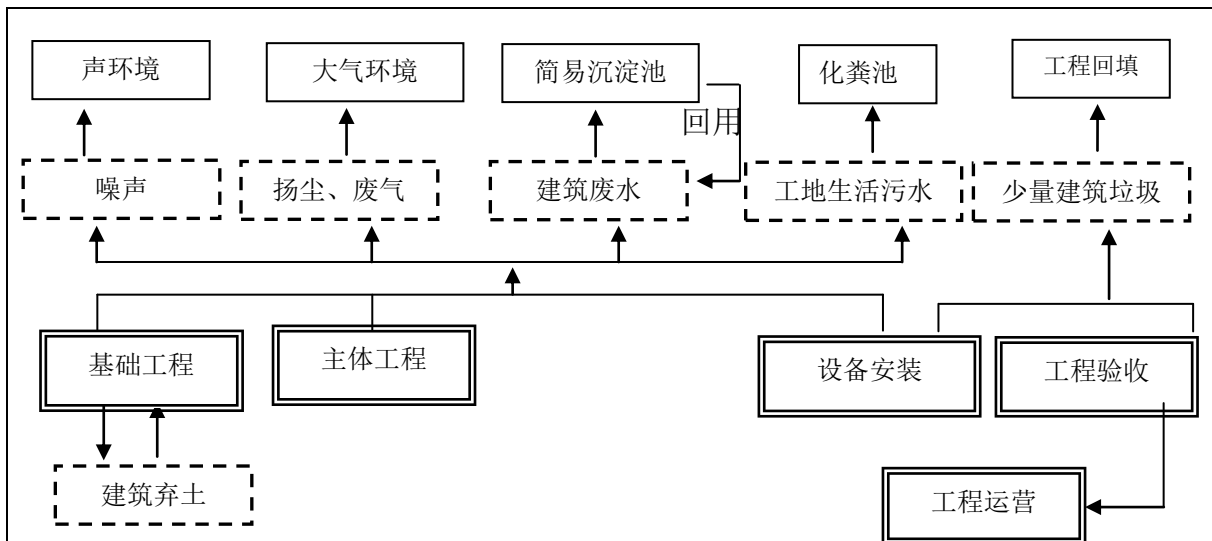 声环境
大气环境
简易沉淀池
化粪池
工程回填
回用
噪声
扬尘、废气
建筑废水
工地生活污水
少量建筑垃圾
基础工程
主体工程
设备安装
工程验收
建筑弃土
工程运营